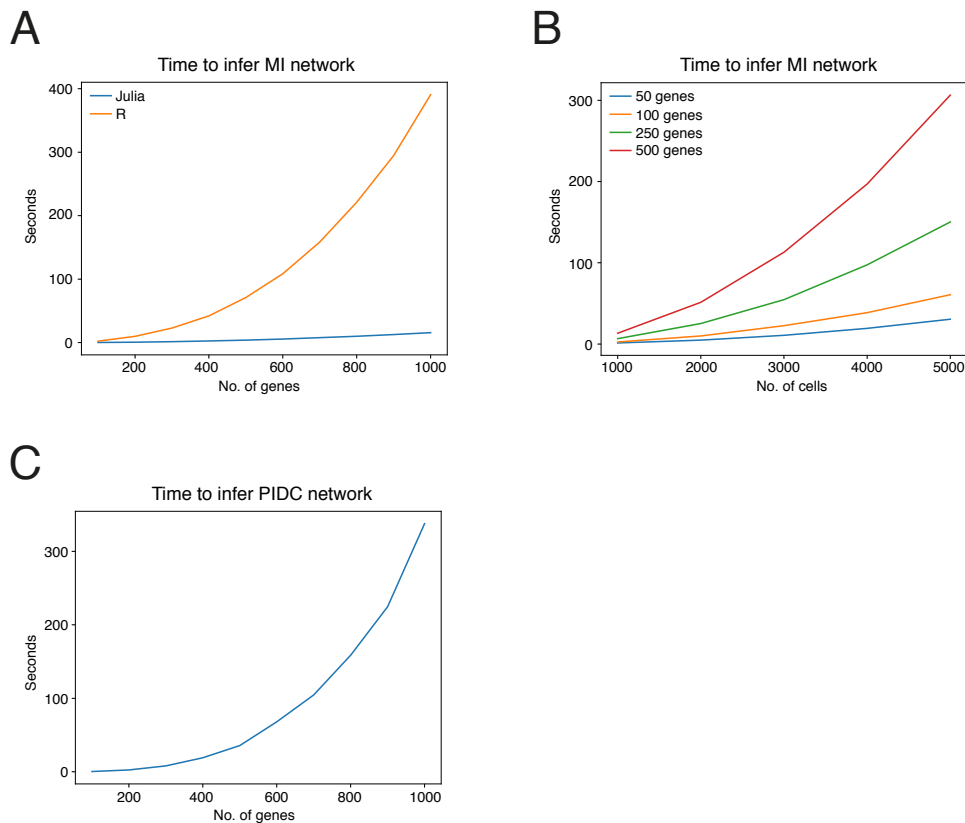 A
Time to infer MI network
Julia
R
400
300
200
100
0
Seconds
200 400 600 800 1000
No. of genes
B
Time to infer MI network
50 genes
100 genes
250 genes
500 genes
300
200
100
0
Seconds
1000 2000 3000 4000 5000
No. of cells
C
Time to infer PIDC network
300
200
100
0
Seconds
200 400 600 800 1000
No. of genes